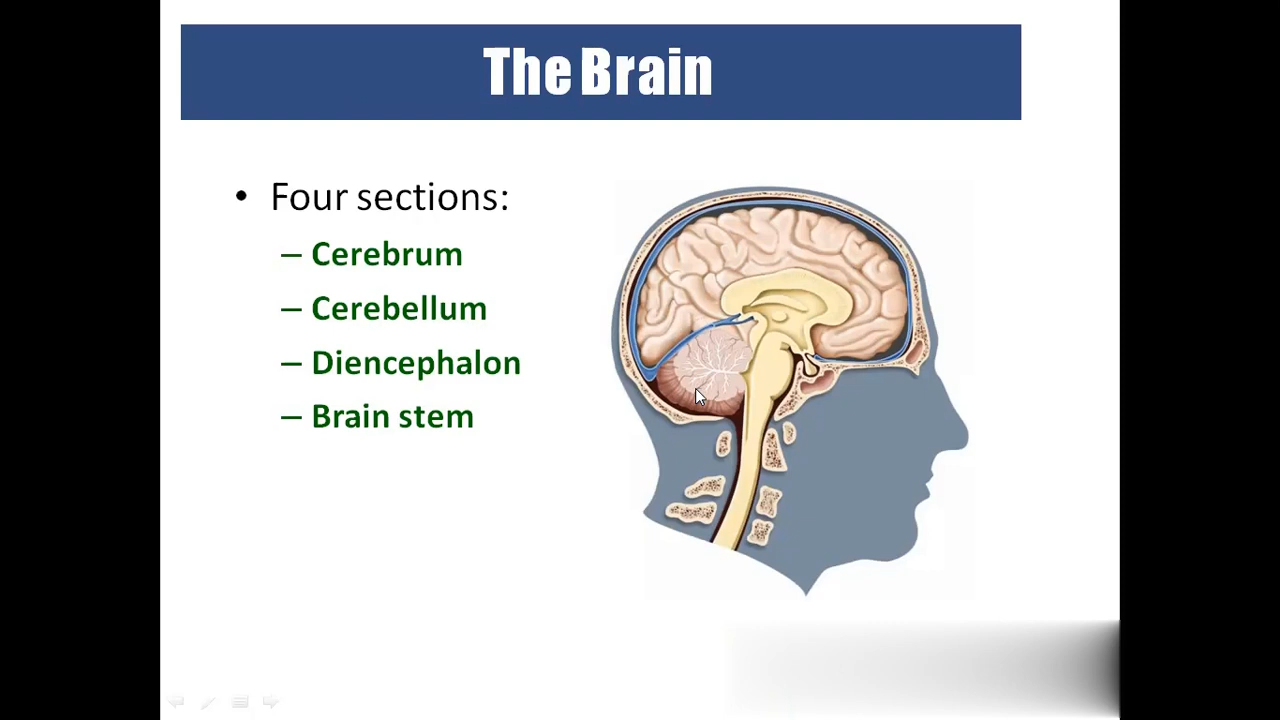 The Brain
• Four sections:
– Cerebrum
– Cerebellum
– Diencephalon
– Brain stem